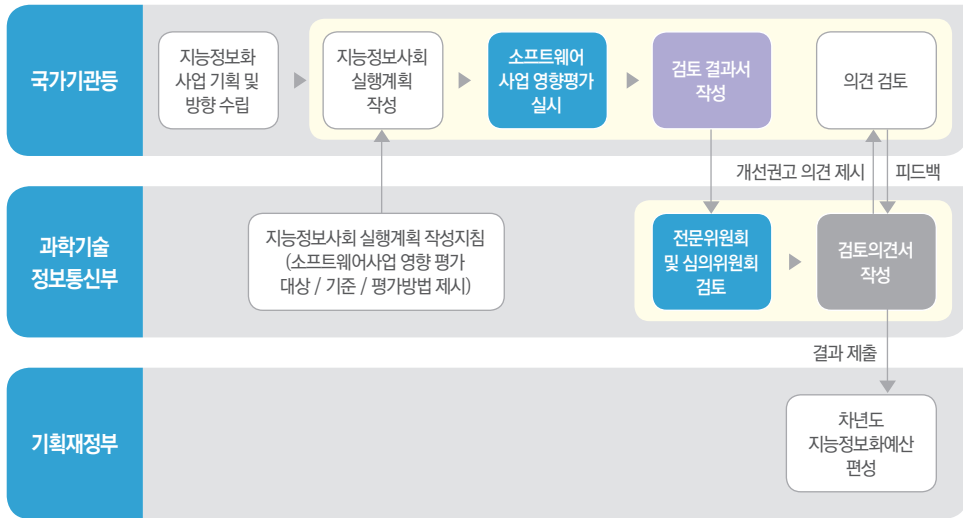 국가기관등
지능정보화
사업 기획 및
방향 수립
지능정보사회
실행계획
작성
소프트웨어
사업 영향평가
실시
검토 결과서
작성
의견 검토
개선권고 의견 제시
피드백
과학기술
정보통신부
지능정보사회 실행계획 작성지침
(소프트웨어사업 영향 평가
대상 / 기준 / 평가방법 제시)
전문위원회
및 심의위원회
검토
검토의견서
작성
결과 제출
기획재정부
차년도
지능정보화예산
편성